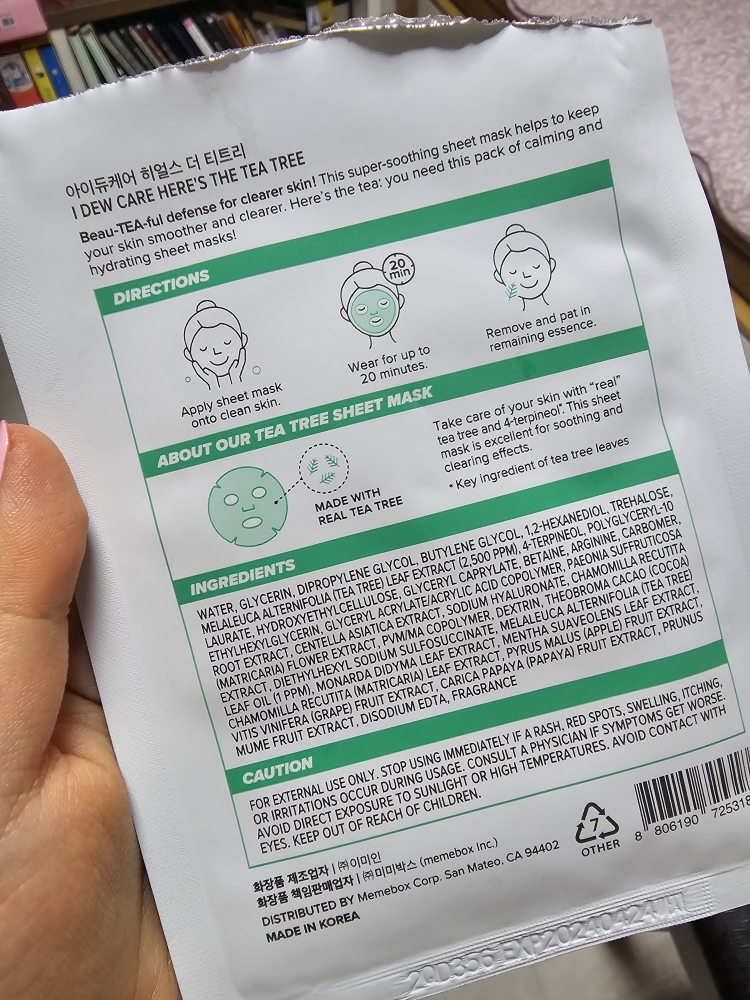 아이듀케어 히얼스 더 티트리
I DEW CARE HERE'S THE TEA TREE
Beau-TEA-ful defense for clearer skin! This super-soothing sheet mask helps to keep
your skin smoother and clearer. Here's the tea: you need this pack of calming and
hydrating sheet masks!
DIRECTIONS
Apply sheet mask
onto clean skin.
20
min
Wear for up to
20 minutes.
Remove and pat in
remaining essence.
ABOUT OUR TEA TREE SHEET MASK
MADE WITH
REAL TEA TREE
Take care of your skin with "real"
tea tree and 4-terpineol*. This sheet
mask is excellent for soothing and
clearing effects.
* Key ingredient of tea tree leaves
INGREDIENTS
WATER, GLYCERIN, DIPROPYLENE GLYCOL, BUTYLENE GLYCOL, 1,2-HEXANEDIOL, TREHALOSE,
MELALEUCA ALTERNIFOLIA (TEA TREE) LEAF EXTRACT (2,500 PPM), 4-TERPINEOL, POLYGLYCERYL-10
LAURATE, HYDROXYETHYLCELLULOSE, GLYCERYL CAPRYLATE, BETAINE, ARGININE, CARBOMER,
ETHYLHEXYLGLYCERIN, GLYCERYL ACRYLATE/ACRYLIC ACID COPOLYMER, PAEONIA SUFFRUTICOSA
ROOT EXTRACT, CENTELLA ASIATICA EXTRACT, SODIUM HYALURONATE, CHAMOMILLA RECUTITA
(MATRICARIA) FLOWER EXTRACT, PVM/MA COPOLYMER, DEXTRIN, THEOBROMA CACAO (COCOA)
EXTRACT, DIETHYLHEXYL SODIUM SULFOSUCCINATE, MELALEUCA ALTERNIFOLIA (TEA TREE)
LEAF OIL (1 PPM), MONARDA DIDYMA LEAF EXTRACT, MENTHA SUAVEOLENS LEAF EXTRACT,
CHAMOMILLA RECUTITA (MATRICARIA) LEAF EXTRACT, PYRUS MALUS (APPLE) FRUIT EXTRACT,
VITIS VINIFERA (GRAPE) FRUIT EXTRACT, CARICA PAPAYA (PAPAYA) FRUIT EXTRACT, PRUNUS
MUME FRUIT EXTRACT, DISODIUM EDTA, FRAGRANCE
CAUTION
FOR EXTERNAL USE ONLY. STOP USING IMMEDIATELY IF A RASH, RED SPOTS, SWELLING, ITCHING,
OR IRRITATIONS OCCUR DURING USAGE. CONSULT A PHYSICIAN IF SYMPTOMS GET WORSE.
AVOID DIRECT EXPOSURE TO SUNLIGHT OR HIGH TEMPERATURES. AVOID CONTACT WITH
EYES. KEEP OUT OF REACH OF CHILDREN.
화장품 제조업자 | ㈜이미인
화장품 책임판매업자 | ㈜미미박스 (memebox Inc.)
DISTRIBUTED BY Memebox Corp. San Mateo, CA 94402
MADE IN KOREA
7
OTHER
8 806190 725318
EXP20240424